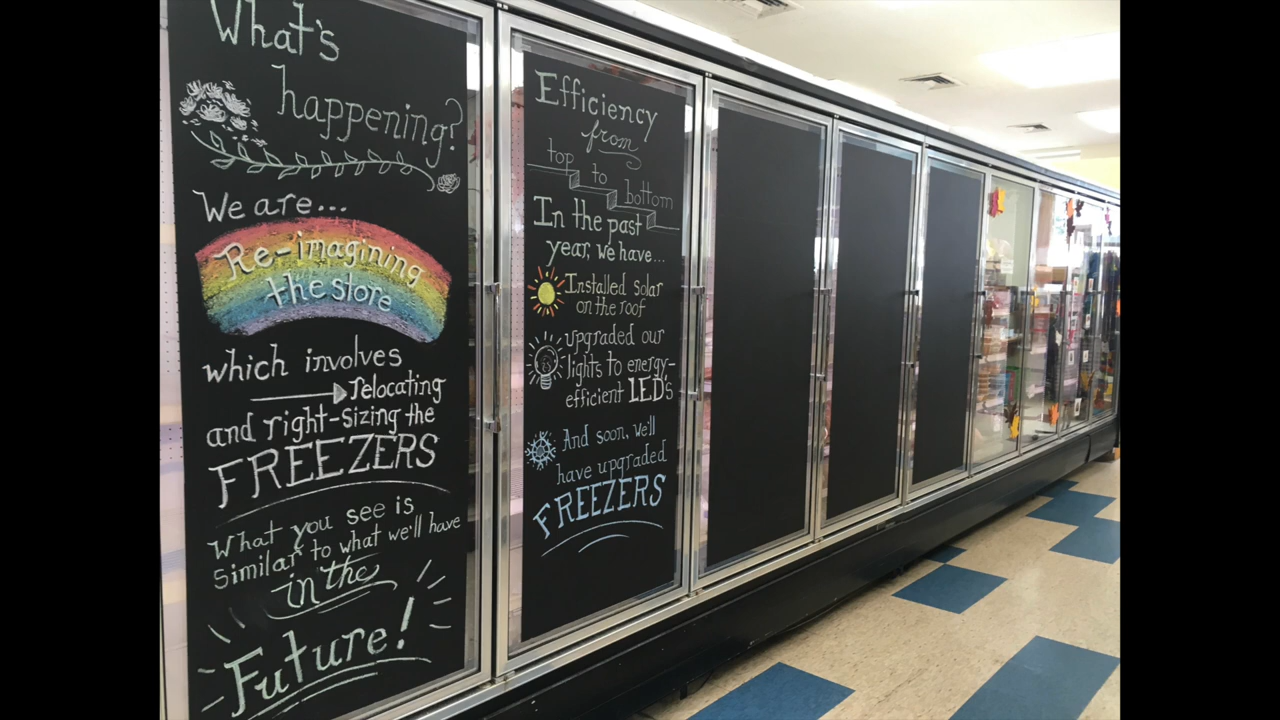 What's
happening?
We are...
Re-imagining
the store
which involves
relocating
and right-sizing the
FREEZERS
What you see is
Similar to what we'll have
in the
Future!
Efficiency
from
top
to
bottom
In the past
year, we have...
Installed solar
on the roof
upgraded our
lights to energy-
efficient LEDs
And soon, we'll
have upgraded
FREEZERS